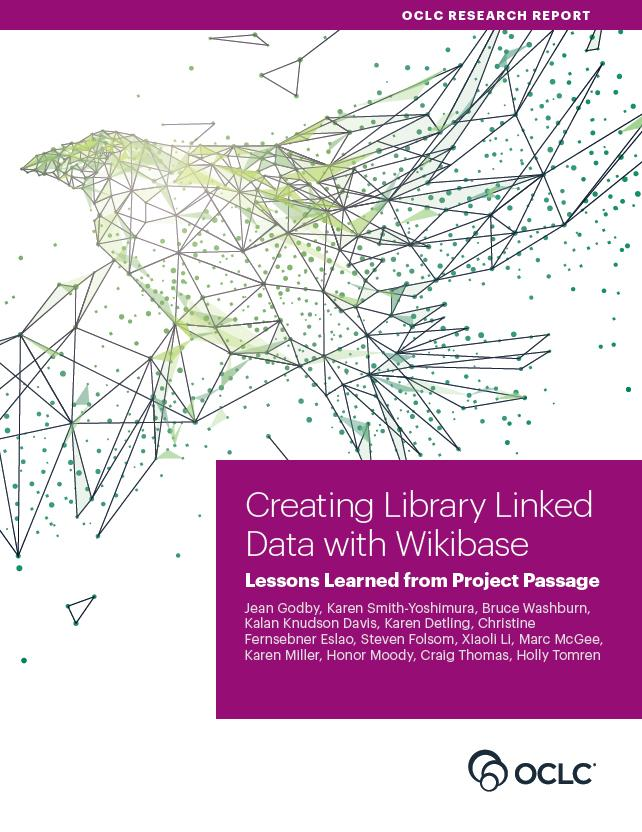 OCLC RESEARCH REPORT
Creating Library Linked
Data with Wikibase
Lessons Learned from Project Passage
Jean Godby, Karen Smith-Yoshimura, Bruce Washburn,
Kalan Knudson Davis, Karen Detling, Christine
Fernsebner Eslao, Steven Folsom, Xiaoli Li, Marc McGee,
Karen Miller, Honor Moody, Craig Thomas, Holly Tomren
OCLC